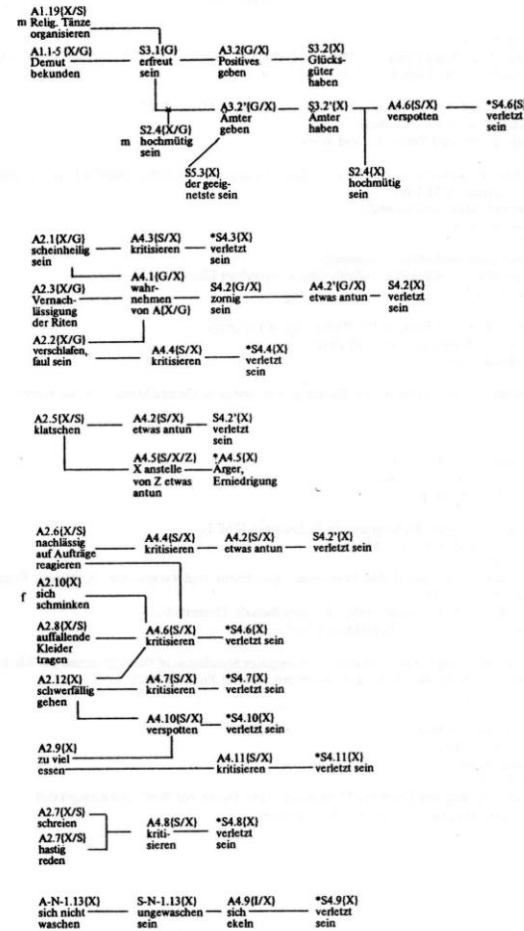 A1.19{X/S}
m Relig. Tänze
organisieren
A1.1-5 {X/G} S3.1{G} A3.2{G/X} S3.2{X}
Demut erfreut Positives Glücks-
bekunden sein geben güter
haben
A3.2'{G/X} S3.2'{X} A4.6{S/X} *S4.6{S
Ämter Ämter verspotten verletzt
geben haben sein
S2.4{X/G} S2.4{X}
m hochmütig hochmütig
sein sein
S5.3{X}
der geeig-
netste sein
A2.1{X/G} A4.3{S/X} *S4.3{X}
scheinheilig kritisieren verletzt
sein sein
A4.1{G/X}
A2.3{X/G} wahr- S4.2{G/X} A4.2'{G/X} S4.2{X}
Vernach- nehmen zornig etwas antun verletzt
lässigung von A{X/G} sein sein
der Riten
A2.2{X/G}
verschlafen, A4.4{S/X} *S4.4{X}
faul sein kritisieren verletzt
sein
A2.5{X/S} A4.2{S/X} S4.2'{X}
klatschen etwas antun verletzt
sein
A4.5{S/X/Z} *A4.5{X}
X anstelle Ärger,
von Z etwas Erniedrigung
antun
A2.6{X/S} A4.4{S/X} A4.2{S/X} S4.2'{X}
nachlässig kritisieren etwas antun verletzt sein
auf Aufträge
reagieren
A2.10{X}
f sich
schminken
A2.8{X/S} A4.6{S/X} *S4.6{X}
auffallende kritisieren verletzt sein
Kleider
tragen
A2.12{X} A4.7{S/X} *S4.7{X}
schwerfällig kritisieren verletzt sein
gehen
A4.10{S/X} *S4.10{X}
verspotten verletzt sein
A2.9{X}
zu viel A4.11{S/X} *S4.11{X}
essen kritisieren verletzt sein
A2.7{X/S}
schreien A4.8{S/X} *S4.8{X}
A2.7{X/S} kriti- verletzt
hastig sieren sein
reden
A-N-1.13{X} S-N-1.13{X} A4.9{I/X} *S4.9{X}
sich nicht ungewaschen sich verletzt
waschen sein ekeln sein